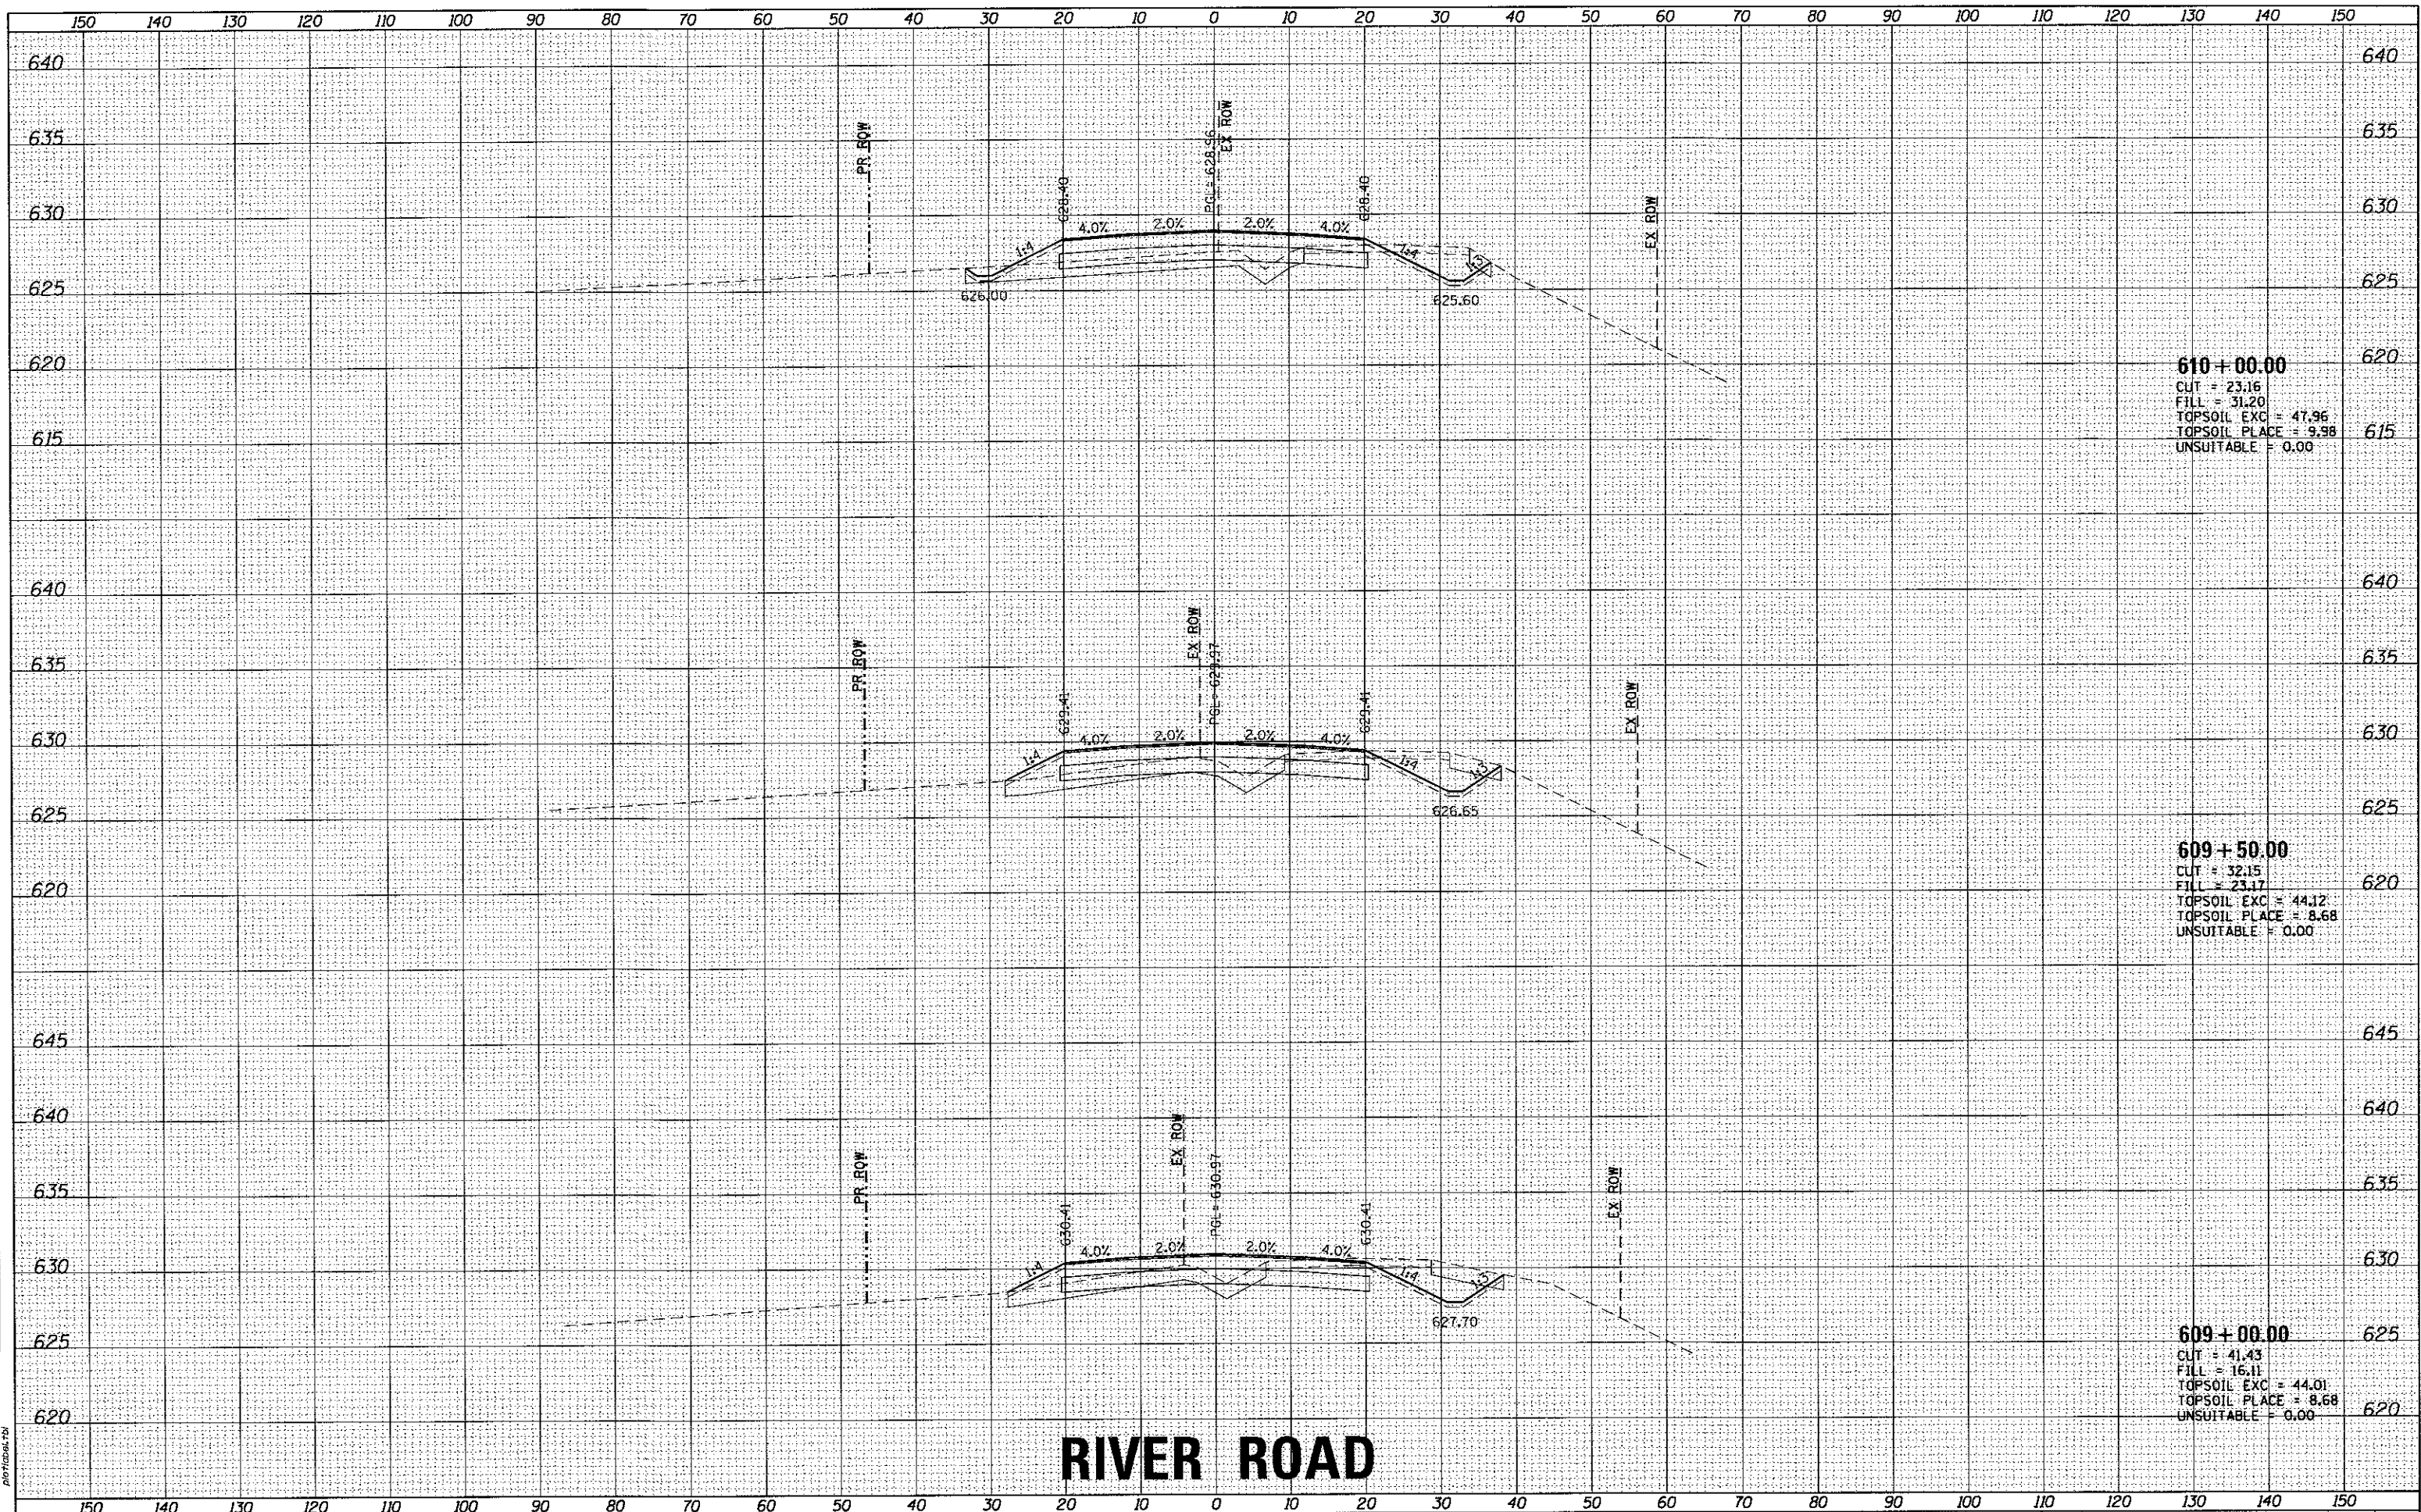 150 140 130 120 110 100 90 80 70 60 50 40 30 20 10 0 10 20 30 40 50 60 70 80 90 100 110 120 130 140 150
640 640
635 635
630 630
625 625
620 620
615 615
PR ROW
628.40
PGL= 628.96
EX ROW
628.40
EX ROW
1:4 4.0% 2.0% 2.0% 4.0% 1:4 1:3
626.00
625.60
610 + 00.00
CUT = 23.16
FILL = 31.20
TOPSOIL EXC = 47.96
TOPSOIL PLACE = 9.98
UNSUITABLE = 0.00
640 640
635 635
630 630
625 625
620 620
PR ROW
629.41
EX ROW
PGL= 629.97
629.41
EX ROW
1:4 4.0% 2.0% 2.0% 4.0% 1:4 1:3
626.65
609 + 50.00
CUT = 32.15
FILL = 23.17
TOPSOIL EXC = 44.12
TOPSOIL PLACE = 8.68
UNSUITABLE = 0.00
645 645
640 640
635 635
630 630
625 625
620 620
PR ROW
630.41
EX ROW
PGL= 630.97
630.41
EX ROW
1:4 4.0% 2.0% 2.0% 4.0% 1:4 1:3
627.70
609 + 00.00
CUT = 41.43
FILL = 16.11
TOPSOIL EXC = 44.01
TOPSOIL PLACE = 8.68
UNSUITABLE = 0.00
RIVER ROAD
plotlabel.tbl
150 140 130 120 110 100 90 80 70 60 50 40 30 20 10 0 10 20 30 40 50 60 70 80 90 100 110 120 130 140 150